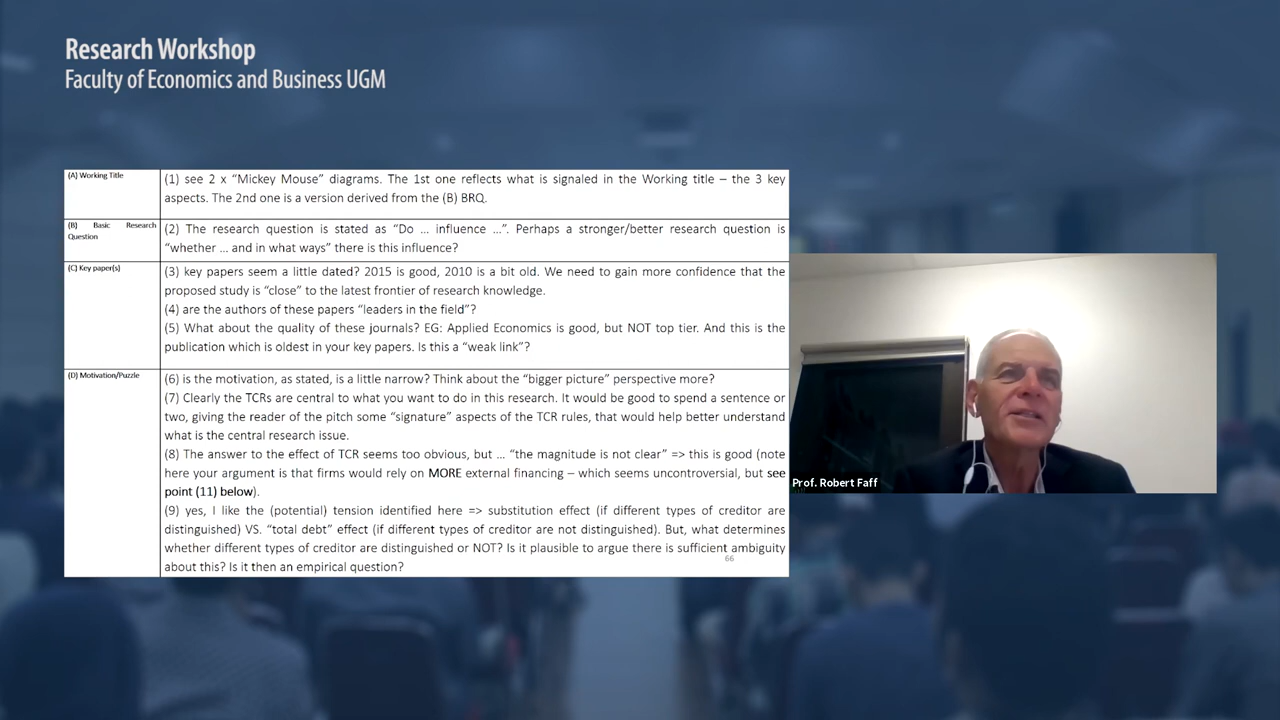 Research Workshop
Faculty of Economics and Business UGM
(A) Working Title
(1) see 2 x “Mickey Mouse” diagrams. The 1st one reflects what is signaled in the Working title – the 3 key
aspects. The 2nd one is a version derived from the (B) BRQ.
(B) Basic Research
Question
(2) The research question is stated as “Do ... influence ...”. Perhaps a stronger/better research question is
“whether ... and in what ways” there is this influence?
(C) Key paper(s)
(3) key papers seem a little dated? 2015 is good, 2010 is a bit old. We need to gain more confidence that the
proposed study is “close” to the latest frontier of research knowledge.
(4) are the authors of these papers “leaders in the field”?
(5) What about the quality of these journals? EG: Applied Economics is good, but NOT top tier. And this is the
publication which is oldest in your key papers. Is this a “weak link”?
(D) Motivation/Puzzle
(6) is the motivation, as stated, is a little narrow? Think about the “bigger picture” perspective more?
(7) Clearly the TCRs are central to what you want to do in this research. It would be good to spend a sentence or
two, giving the reader of the pitch some “signature” aspects of the TCR rules, that would help better understand
what is the central research issue.
(8) The answer to the effect of TCR seems too obvious, but ... “the magnitude is not clear” => this is good (note
here your argument is that firms would rely on MORE external financing – which seems uncontroversial, but see
point (11) below).
(9) yes, I like the (potential) tension identified here => substitution effect (if different types of creditor are
distinguished) VS. “total debt” effect (if different types of creditor are not distinguished). But, what determines
whether different types of creditor are distinguished or NOT? Is it plausible to argue there is sufficient ambiguity
about this? Is it then an empirical question?
66
Prof. Robert Faff